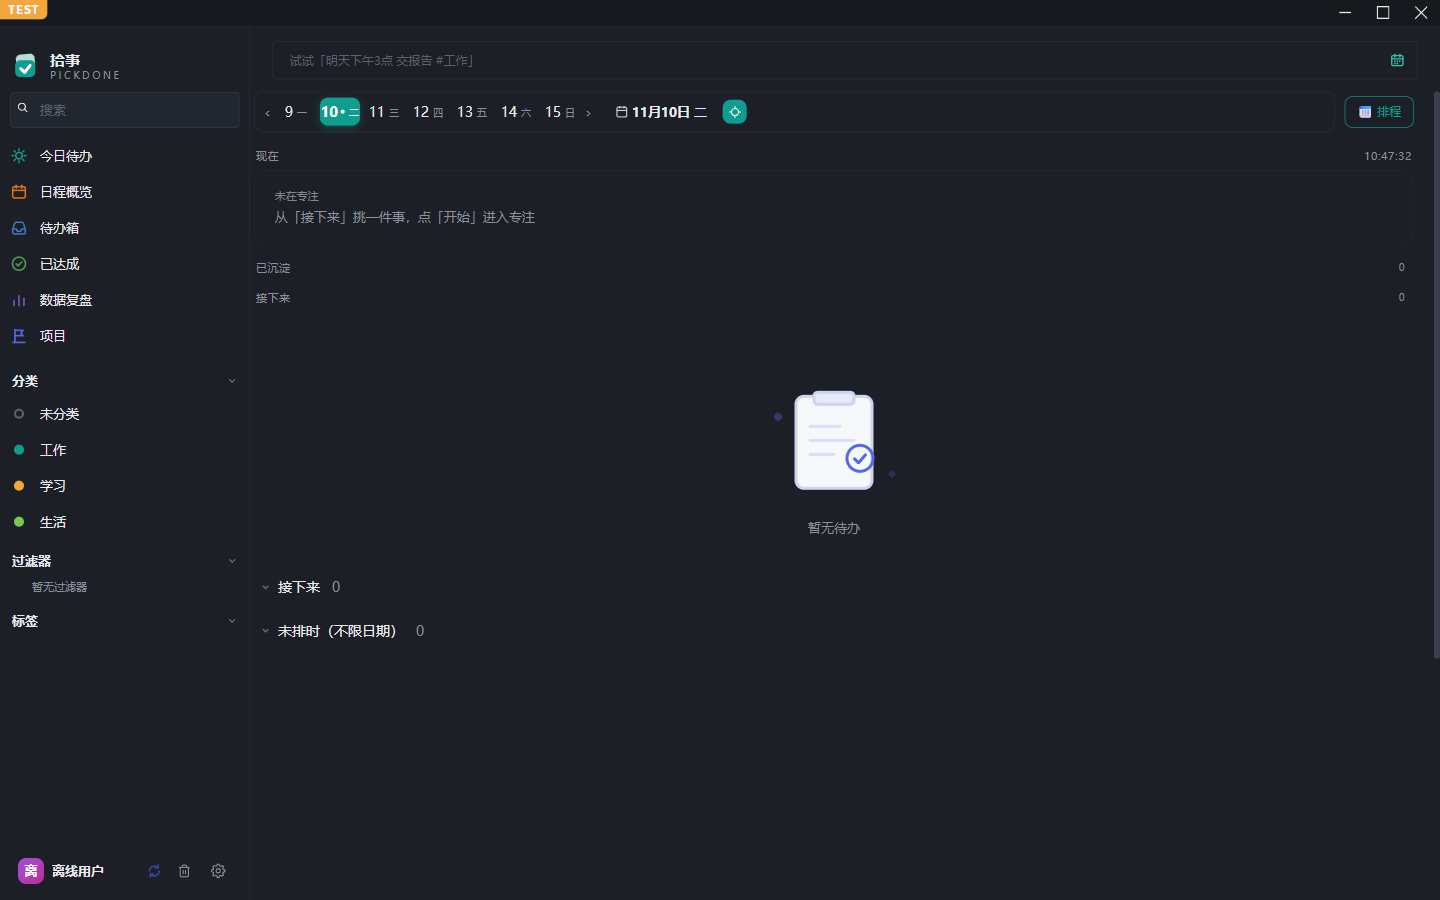 TEST
拾事
PICKDONE
搜索
今日待办
日程概览
待办箱
已达成
数据复盘
项目
分类
未分类
工作
学习
生活
过滤器
暂无过滤器
标签
离 离线用户
试试「明天下午3点 交报告 #工作」
‹ 9 一 10 • 二 11 三 12 四 13 五 14 六 15 日 › 11月10日 二 排程
现在 10:47:32
未在专注
从「接下来」挑一件事，点「开始」进入专注
已沉淀 0
接下来 0
暂无待办
接下来 0
未排时（不限日期） 0